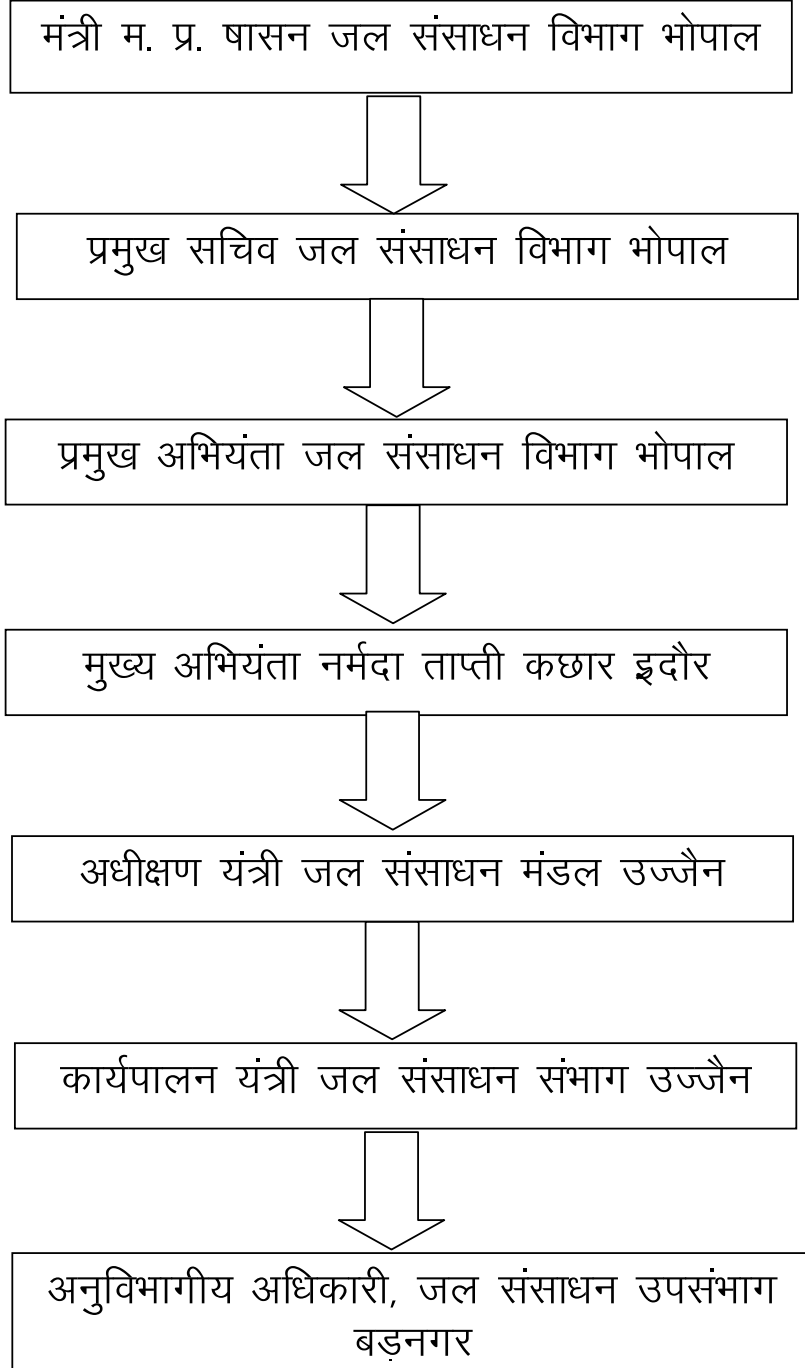 मंत्री म. प्र. षासन जल संसाधन विभाग भोपाल
प्रमुख सचिव जल संसाधन विभाग भोपाल
प्रमुख अभियंता जल संसाधन विभाग भोपाल
मुख्य अभियंता नर्मदा ताप्ती कछार इदौर
अधीक्षण यंत्री जल संसाधन मंडल उज्जैन
कार्यपालन यंत्री जल संसाधन संभाग उज्जैन
अनुविभागीय अधिकारी, जल संसाधन उपसंभाग
बड़नगर